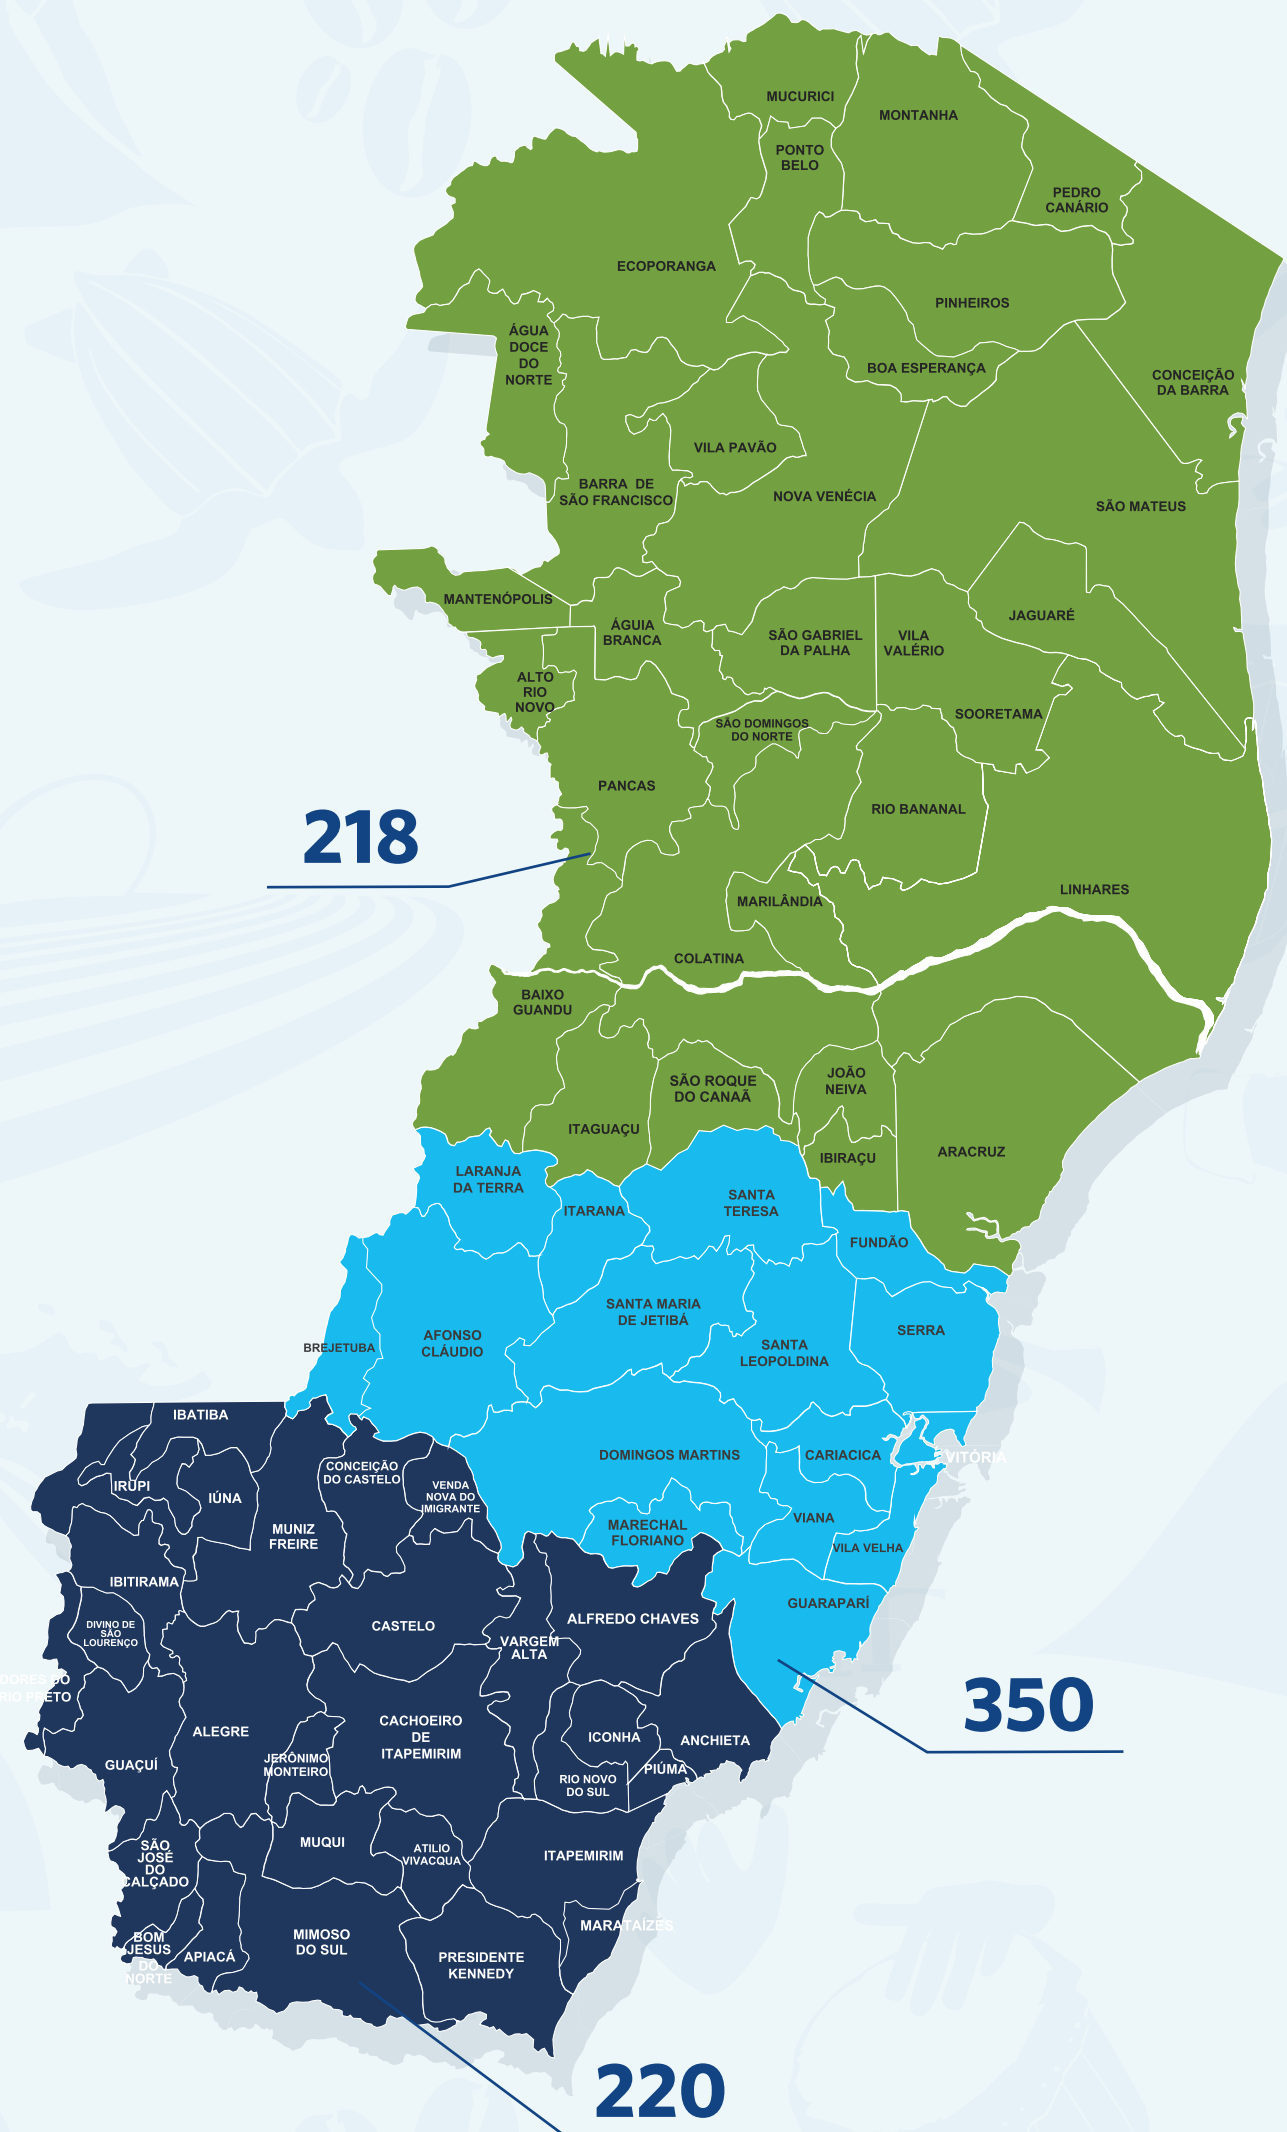 MUCURICI
MONTANHA
PONTO
BELO
PEDRO
CANÁRIO
ECOPORANGA
PINHEIROS
ÁGUA
DOCE
DO
NORTE
BOA ESPERANÇA
CONCEIÇÃO
DA BARRA
VILA PAVÃO
BARRA DE
SÃO FRANCISCO
NOVA VENÉCIA
SÃO MATEUS
MANTENÓPOLIS
ÁGUIA
BRANCA
SÃO GABRIEL
DA PALHA
VILA
VALÉRIO
JAGUARÉ
ALTO
RIO
NOVO
SÃO DOMINGOS
DO NORTE
SOORETAMA
PANCAS
RIO BANANAL
218
MARILÂNDIA
LINHARES
COLATINA
BAIXO
GUANDU
SÃO ROQUE
DO CANAÃ
JOÃO
NEIVA
ITAGUAÇU
IBIRAÇU
ARACRUZ
LARANJA
DA TERRA
ITARANA
SANTA
TERESA
FUNDÃO
SANTA MARIA
DE JETIBÁ
SERRA
BREJETUBA
AFONSO
CLÁUDIO
SANTA
LEOPOLDINA
IBATIBA
DOMINGOS MARTINS
CARIACICA
VITÓRIA
IRUPI
IÚNA
CONCEIÇÃO
DO CASTELO
VENDA
NOVA DO
IMIGRANTE
MUNIZ
FREIRE
MARECHAL
FLORIANO
VIANA
VILA VELHA
IBITIRAMA
GUARAPARÍ
DIVINO DE
SÃO
LOURENÇO
CASTELO
ALFREDO CHAVES
VARGEM
ALTA
DORES DO
RIO PRETO
ALEGRE
CACHOEIRO
DE
ITAPEMIRIM
ICONHA
ANCHIETA
350
GUAÇUÍ
JERÔNIMO
MONTEIRO
RIO NOVO
DO SUL
PIÚMA
SÃO
JOSÉ
DO
CALÇADO
MUQUI
ATILIO
VIVACQUA
ITAPEMIRIM
MARATAÍZES
BOM
JESUS
DO
NORTE
APIACÁ
MIMOSO
DO SUL
PRESIDENTE
KENNEDY
220